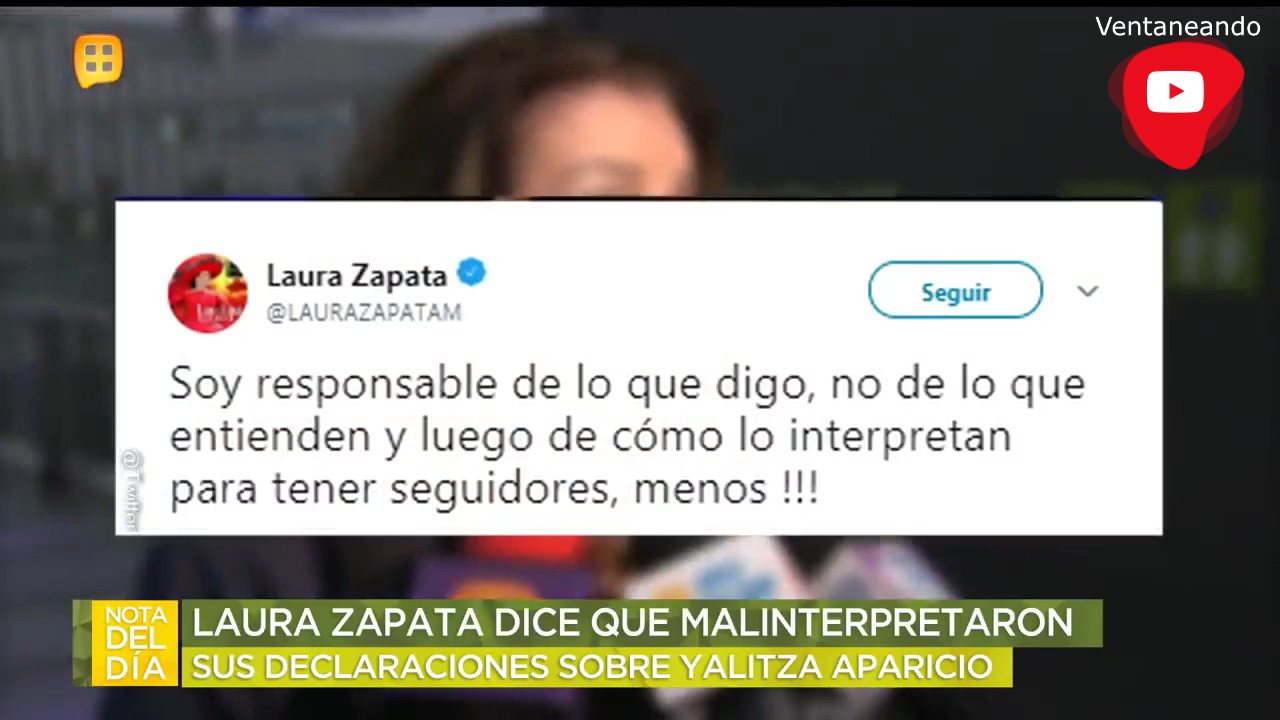 Ventaneando
Laura Zapata
Seguir
@LAURAZAPATAM
Soy responsable de lo que digo, no de lo que
entienden y luego de cómo lo interpretan
para tener seguidores, menos !!!
@Twitter
NOTA
DEL
DÍA
LAURA ZAPATA DICE QUE MALINTERPRETARON
SUS DECLARACIONES SOBRE YALITZA APARICIO